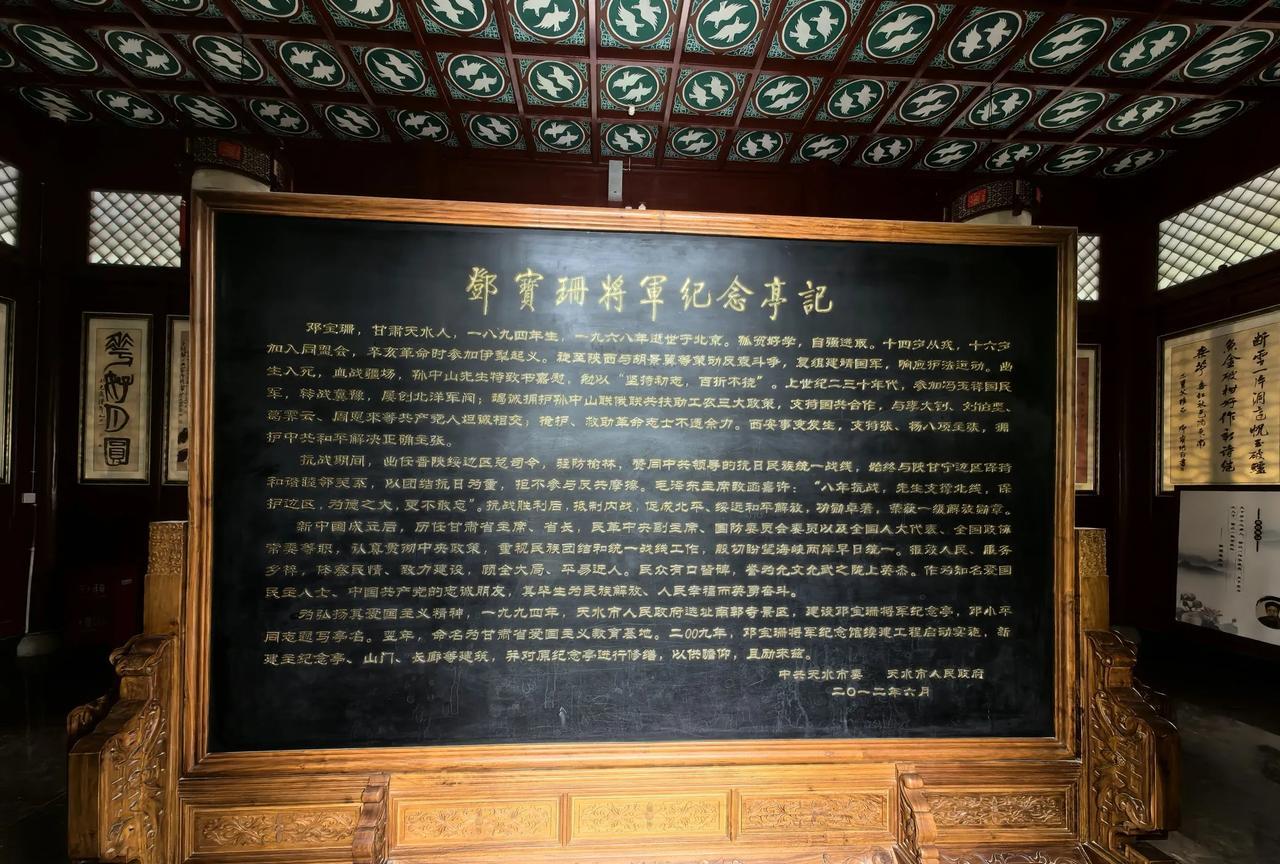 鄧寶珊将軍纪念亭記
邓宝珊，甘肃天水人，一八九四年生，一九六八年逝世于北京。孤贫好学，自强进取。十四岁从戎，十六岁
加入同盟会，辛亥革命时参加伊犁起义。继至陕西与胡景翼等策动反袁斗争，复组建靖国军，响应护法运动。出
生入死，血战疆场，孙中山先生特致书嘉慰，勉以“坚持初志，百折不挠”。上世纪二三十年代，参加冯玉祥国民
军，转战冀豫，屡创北洋军阀；竭诚拥护孙中山联俄联共扶助工农三大政策，支持国共合作，与李大钊、刘伯坚、
葛霁云、周恩来等共产党人坦诚相交；掩护、救助革命志士不遗余力。西安事变发生，支持张、杨八项主张，拥
护中共和平解决正确主张。
抗战期间，出任晋陕绥边区总司令，驻防榆林，赞同中共领导的抗日民族统一战线，始终与陕甘宁边区保持
和谐睦邻关系，以团结抗日为重，拒不参与反共摩擦。毛泽东主席致函嘉许：“八年抗战，先生支撑北线，保
护边区，为德之大，更不敢忘”。抗战胜利后，抵制内战，促成北平、绥远和平解放，功勋卓著，荣获一级解放勋章。
新中国成立后，历任甘肃省主席、省长，民革中央副主席、国防委员会委员以及全国人大代表、全国政协
常委等职，认真贯彻中央政策，重视民族团结和统一战线工作，殷切盼望海峡两岸早日统一。报效人民、服务
乡梓，体察民情、致力建设，顾全大局、平易近人。民众有口皆碑，誉为允文允武之陇上英杰。作为知名爱国
民主人士、中国共产党的忠诚朋友，其毕生为民族解放、人民幸福而英勇奋斗。
为弘扬其爱国主义精神，一九九四年，天水市人民政府选址南郭寺景区，建设邓宝珊将军纪念亭，邓小平
同志题写亭名。翌年，命名为甘肃省爱国主义教育基地。二00九年，邓宝珊将军纪念馆续建工程启动实施，新
建主纪念亭、山门、长廊等建筑，并对原纪念亭进行修缮，以供瞻仰，且励来兹。
中共天水市委　天水市人民政府
二〇一二年六月
花好月圆